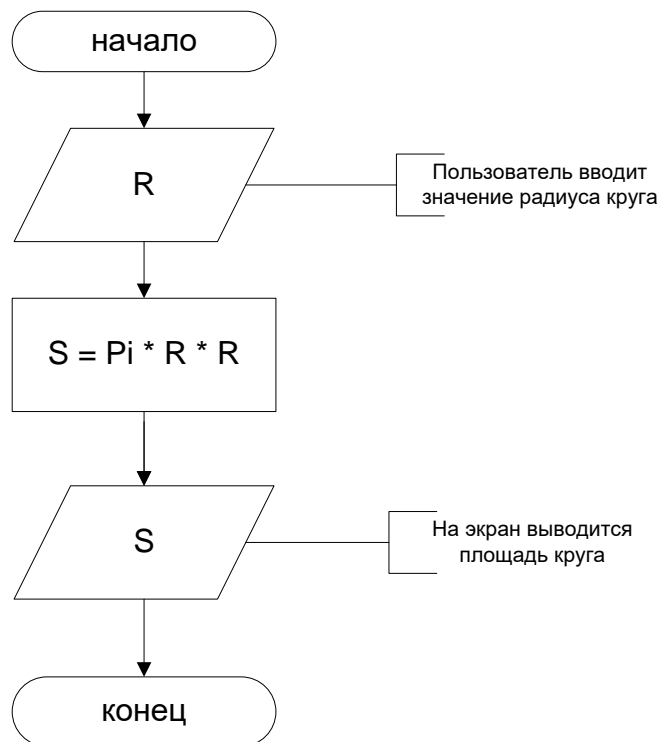 начало
R
Пользователь вводит
значение радиуса круга
S = Pi * R * R
S
На экран выводится
площадь круга
конец